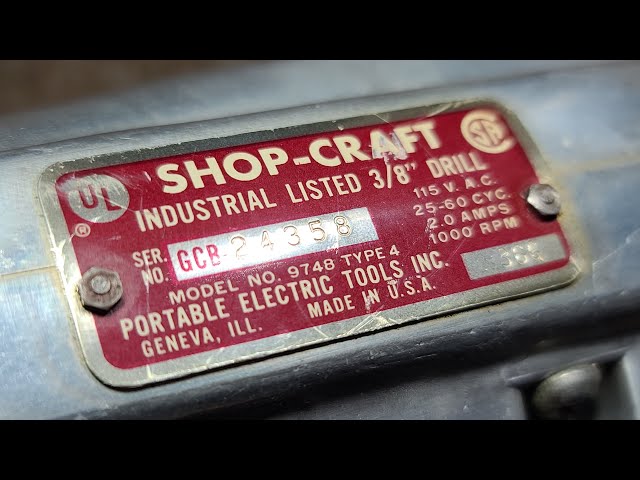 UL
®
SHOP-CRAFT
SA
INDUSTRIAL LISTED 3/8" DRILL
115 V. A.C.
25-60 CYC.
2.0 AMPS
1000 RPM
SER. NO. GCB-24358
MODEL NO. 9748 TYPE 4
PORTABLE ELECTRIC TOOLS INC.
GENEVA, ILL. MADE IN U.S.A.